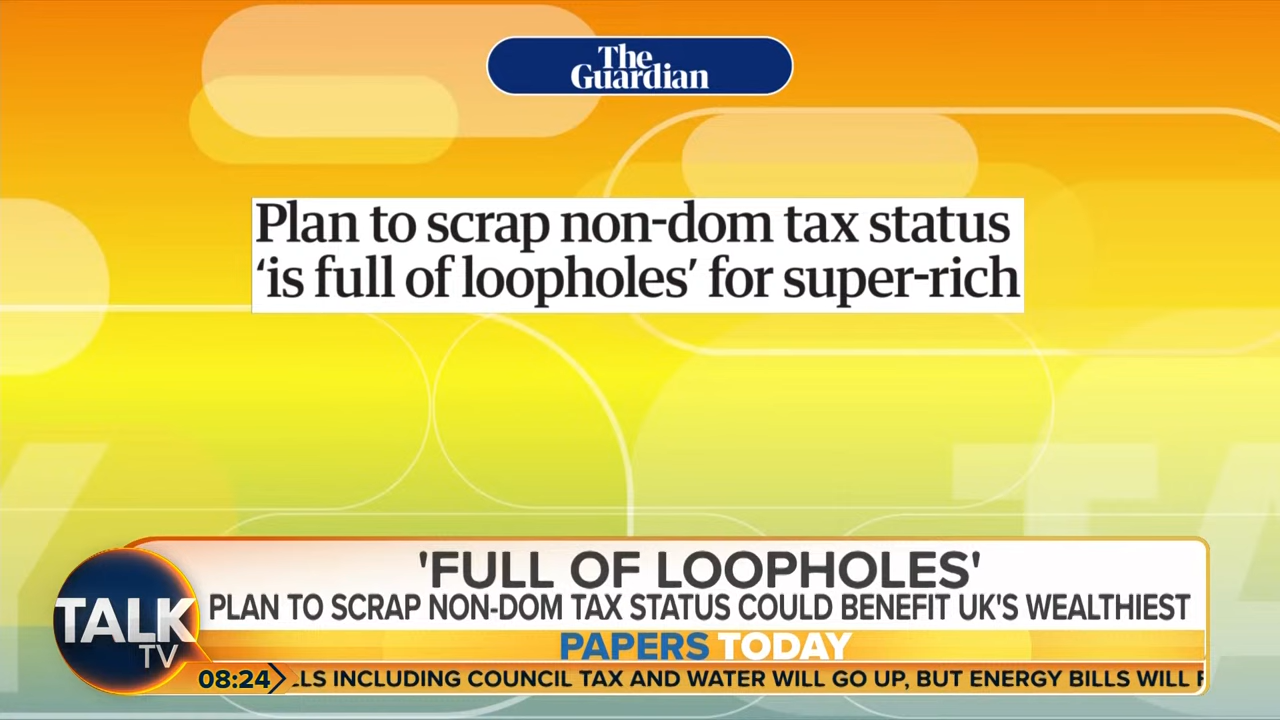 The
Guardian
Plan to scrap non-dom tax status
‘is full of loopholes’ for super-rich
'FULL OF LOOPHOLES'
PLAN TO SCRAP NON-DOM TAX STATUS COULD BENEFIT UK'S WEALTHIEST
TALK
TV
PAPERS TODAY
08:24
INCLUDING COUNCIL TAX AND WATER WILL GO UP, BUT ENERGY BILLS WILL